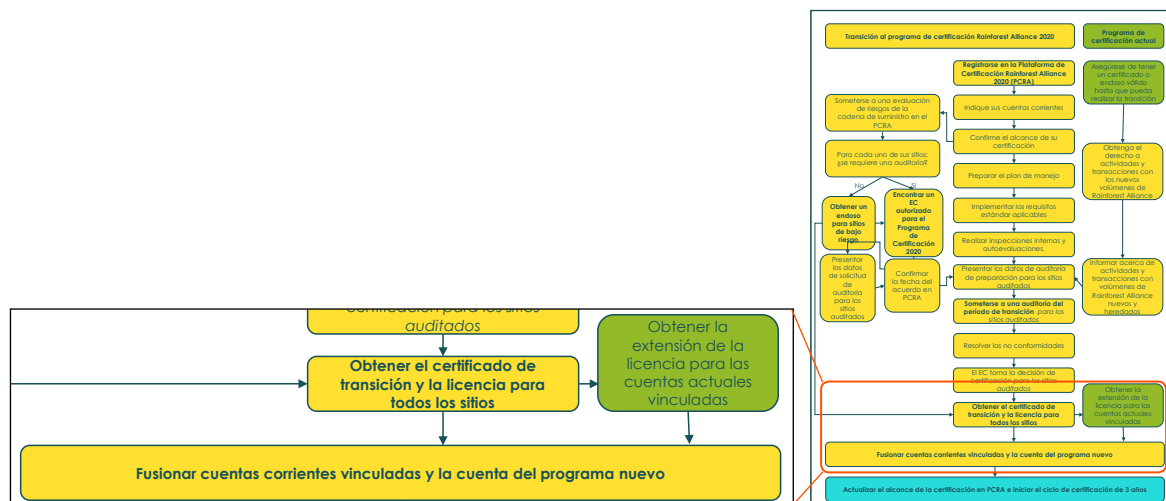 certificación para los sitios
auditados
Obtener el certificado de
transición y la licencia para
todos los sitios
Obtener la
extensión de la
licencia para las
cuentas actuales
vinculadas
Fusionar cuentas corrientes vinculadas y la cuenta del programa nuevo
Transición al programa de certificación Rainforest Alliance 2020
Programa de
certificación actual
Registrarse en la Plataforma de
Certificación Rainforest Alliance
2020 (PCRA)
Asegúrese de tener
un certificado o
endoso válido
hasta que pueda
realizar la transición
Someterse a una evaluación
de riesgos de la
cadena de suministro en el
PCRA
Indique sus cuentas corrientes
Confirme el alcance de su
certificación
Para cada uno de sus sitios:
¿se requiere una auditoría?
Obtenga el
derecho a
actividades y
transacciones con
los nuevos
volúmenes de
Rainforest Alliance
Preparar el plan de manejo
No
Sí
Obtener un
endoso
para sitios
de bajo
riesgo
Encontrar un
EC
autorizado
para el
Programa
de
Certificación
2020
Implementar los requisitos
estándar aplicables
Realizar inspecciones internas y
autoevaluaciones.
Presentar
los datos
de solicitud
de
auditoría
para los
sitios
auditados
Confirmar
la fecha del
acuerdo en
PCRA
Presentar los datos de auditoría
de preparación para los sitios
auditados
Informar acerca de
actividades y
transacciones con
volúmenes de
Rainforest Alliance
nuevos y
heredados
Someterse a una auditoría del
período de transición para los
sitios auditados
Resolver las no conformidades
El EC toma la decisión de
certificación para los sitios
auditados
Obtener el certificado de
transición y la licencia para
todos los sitios
Obtener la
extensión de la
licencia para las
cuentas actuales
vinculadas
Fusionar cuentas corrientes vinculadas y la cuenta del programa nuevo
Actualizar el alcance de la certificación en PCRA e iniciar el ciclo de certificación de 3 años